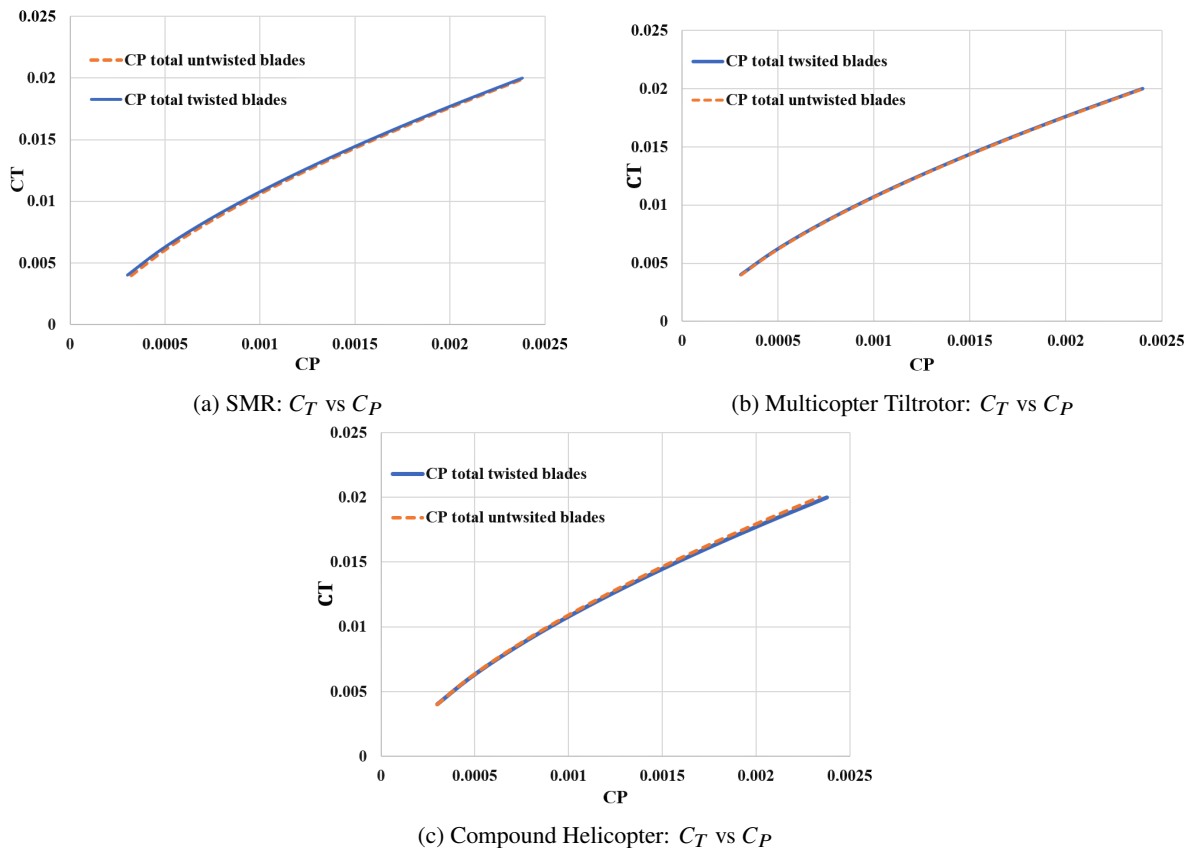 0.025
0.02
0.015
0.01
0.005
0
CT
CP total untwisted blades
CP total twisted blades
0 0.0005 0.001 0.0015 0.002 0.0025
CP
(a) SMR: C_T vs C_P
0.025
0.02
0.015
0.01
0.005
0
CT
CP total twsited blades
CP total untwisted blades
0 0.0005 0.001 0.0015 0.002 0.0025
CP
(b) Multicopter Tiltrotor: C_T vs C_P
0.025
0.02
0.015
0.01
0.005
0
CT
CP total twisted blades
CP total untwsited blades
0 0.0005 0.001 0.0015 0.002 0.0025
CP
(c) Compound Helicopter: C_T vs C_P